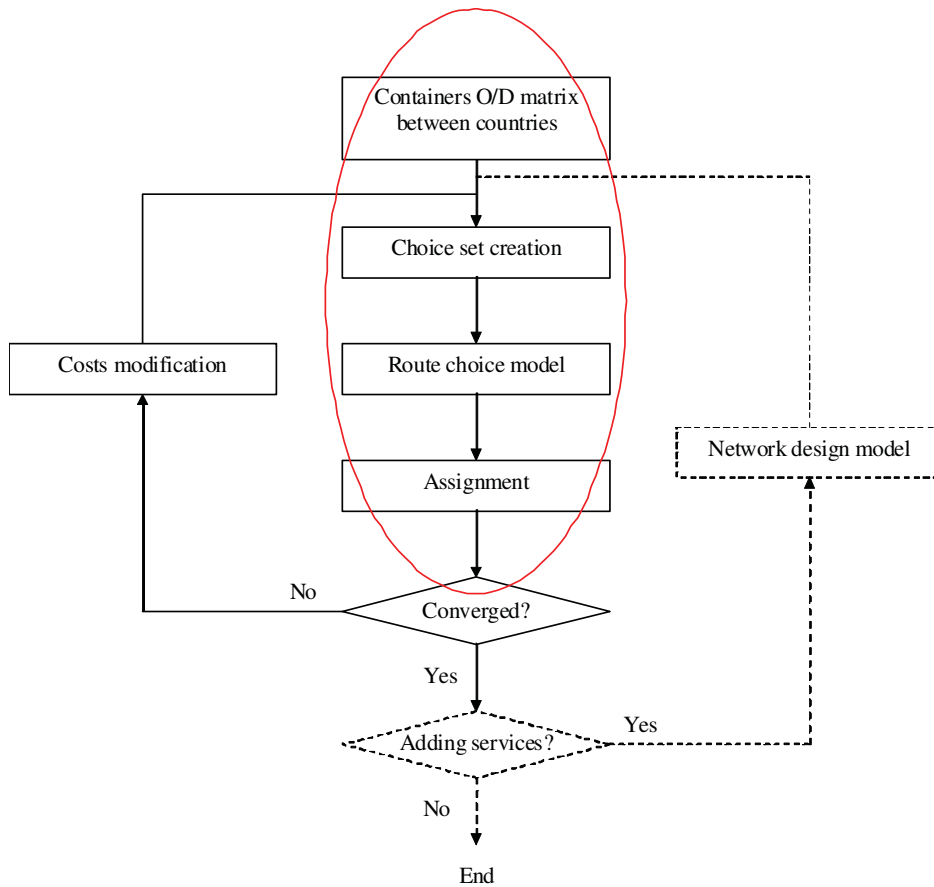 Containers O/D matrix
between countries
Choice set creation
Costs modification
Route choice model
Network design model
Assignment
No
Converged?
Yes
Adding services?
Yes
No
End